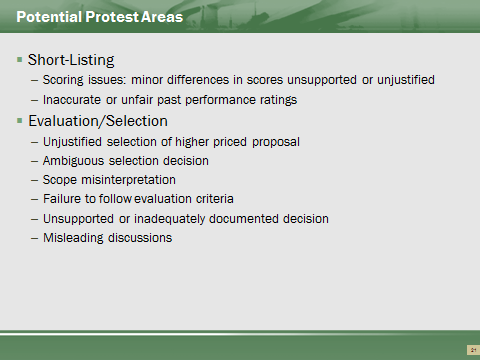 Potential Protest Areas
Short-Listing
– Scoring issues: minor differences in scores unsupported or unjustified
– Inaccurate or unfair past performance ratings
Evaluation/Selection
– Unjustified selection of higher priced proposal
– Ambiguous selection decision
– Scope misinterpretation
– Failure to follow evaluation criteria
– Unsupported or inadequately documented decision
– Misleading discussions